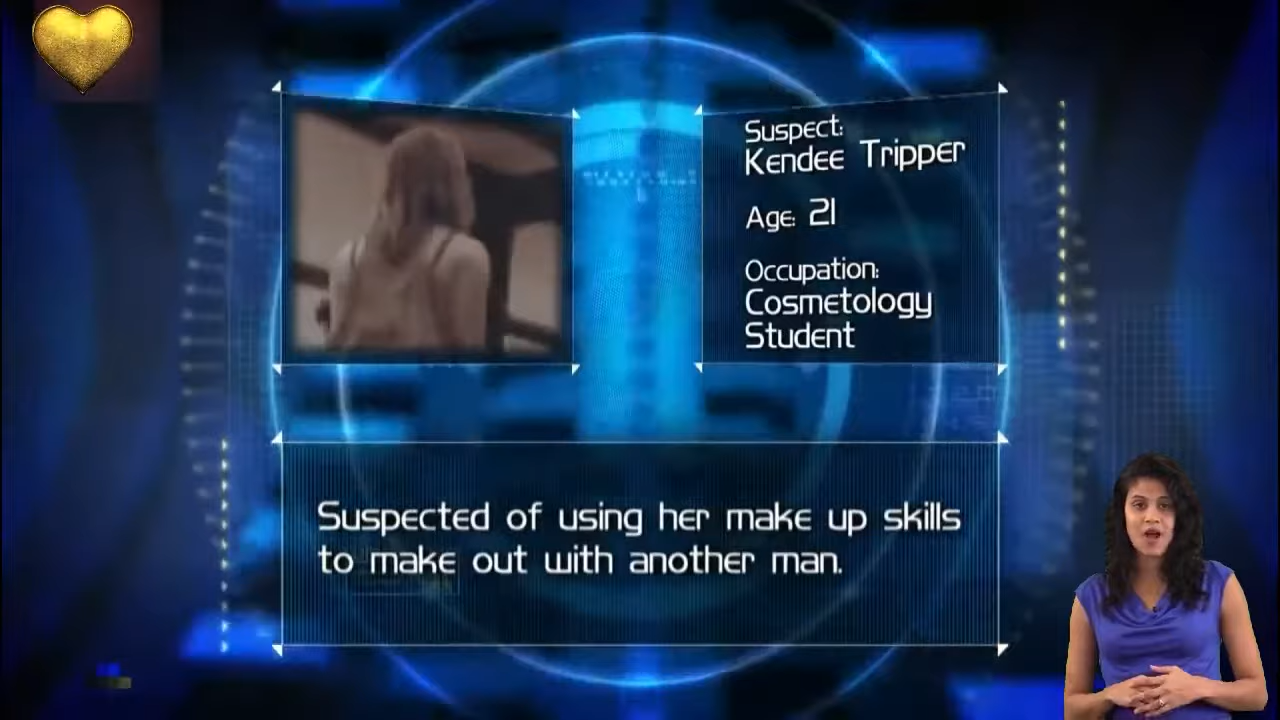 Suspect:
Kendee Tripper
Age: 21
Occupation:
Cosmetology
Student
Suspected of using her make up skills
to make out with another man.